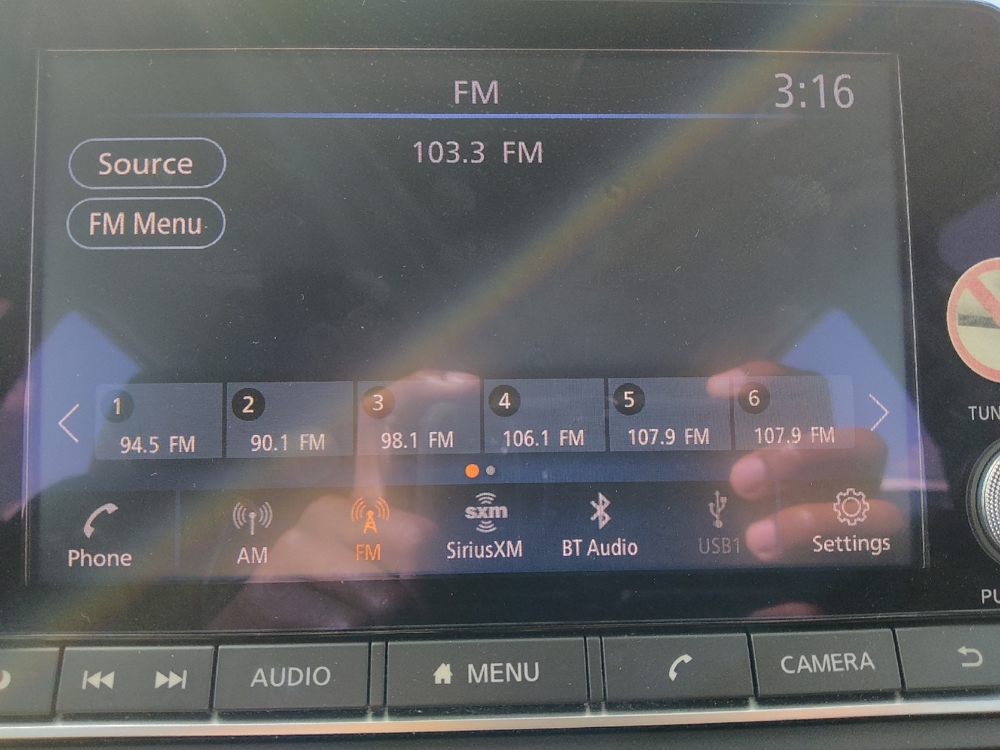 FM
3:16
Source
103.3 FM
FM Menu
1
2
3
4
5
6
94.5 FM
90.1 FM
98.1 FM
106.1 FM
107.9 FM
107.9 FM
Phone
AM
FM
sxm
SiriusXM
BT Audio
USB1
Settings
AUDIO
MENU
CAMERA